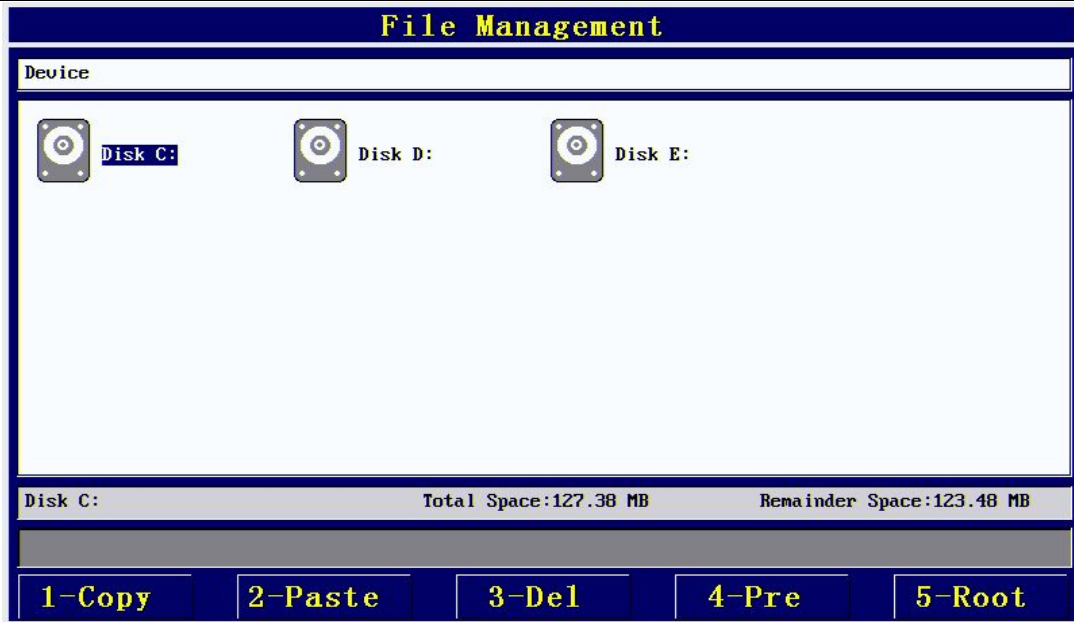 File Management
Device
Disk C: Disk D: Disk E:
Disk C: Total Space:127.38 MB Remainder Space:123.48 MB
1-Copy 2-Paste 3-Del 4-Pre 5-Root